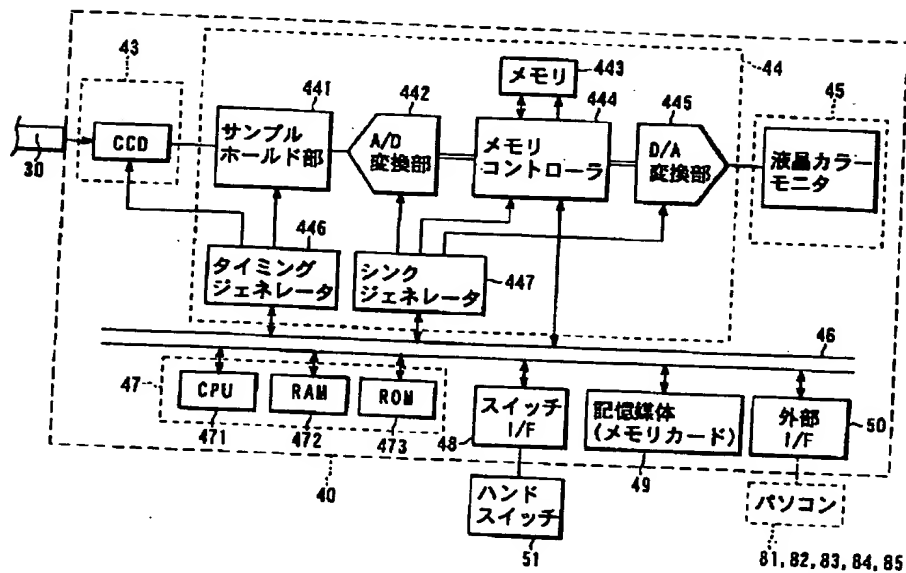 43
メモリ
443
44
441
442
444
445
45
30
CCD
サンプル
ホールド部
A/D
変換部
メモリ
コントローラ
D/A
変換部
液晶カラー
モニタ
446
タイミング
ジェネレータ
シンク
ジェネレータ
447
46
47
CPU
RAM
ROM
スイッチ
I/F
記憶媒体
(メモリカード)
外部
I/F
50
471
472
473
48
49
40
ハンド
スイッチ
パソコン
51
81, 82, 83, 84, 85